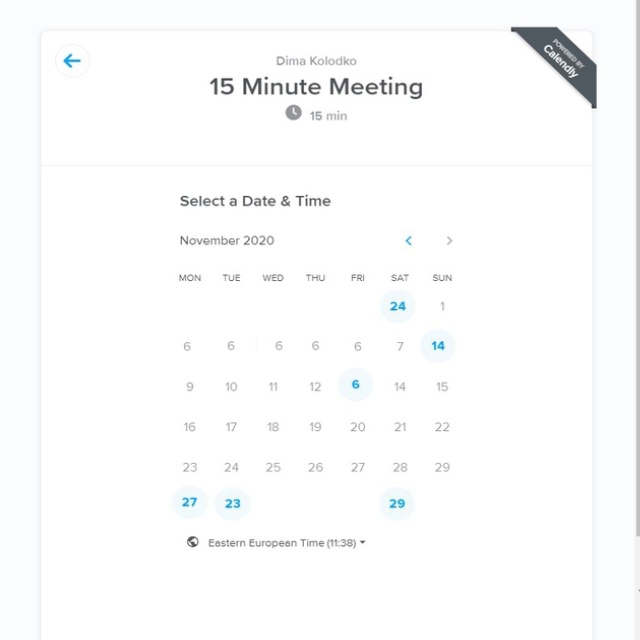 POWERED BY
Calendly
Dima Kolodko
15 Minute Meeting
15 min
Select a Date & Time
November 2020
MON TUE WED THU FRI SAT SUN
24 1
6 6 6 6 6 7 14
9 10 11 12 6 14 15
16 17 18 19 20 21 22
23 24 25 26 27 28 29
27 23 29
Eastern European Time (11:38)